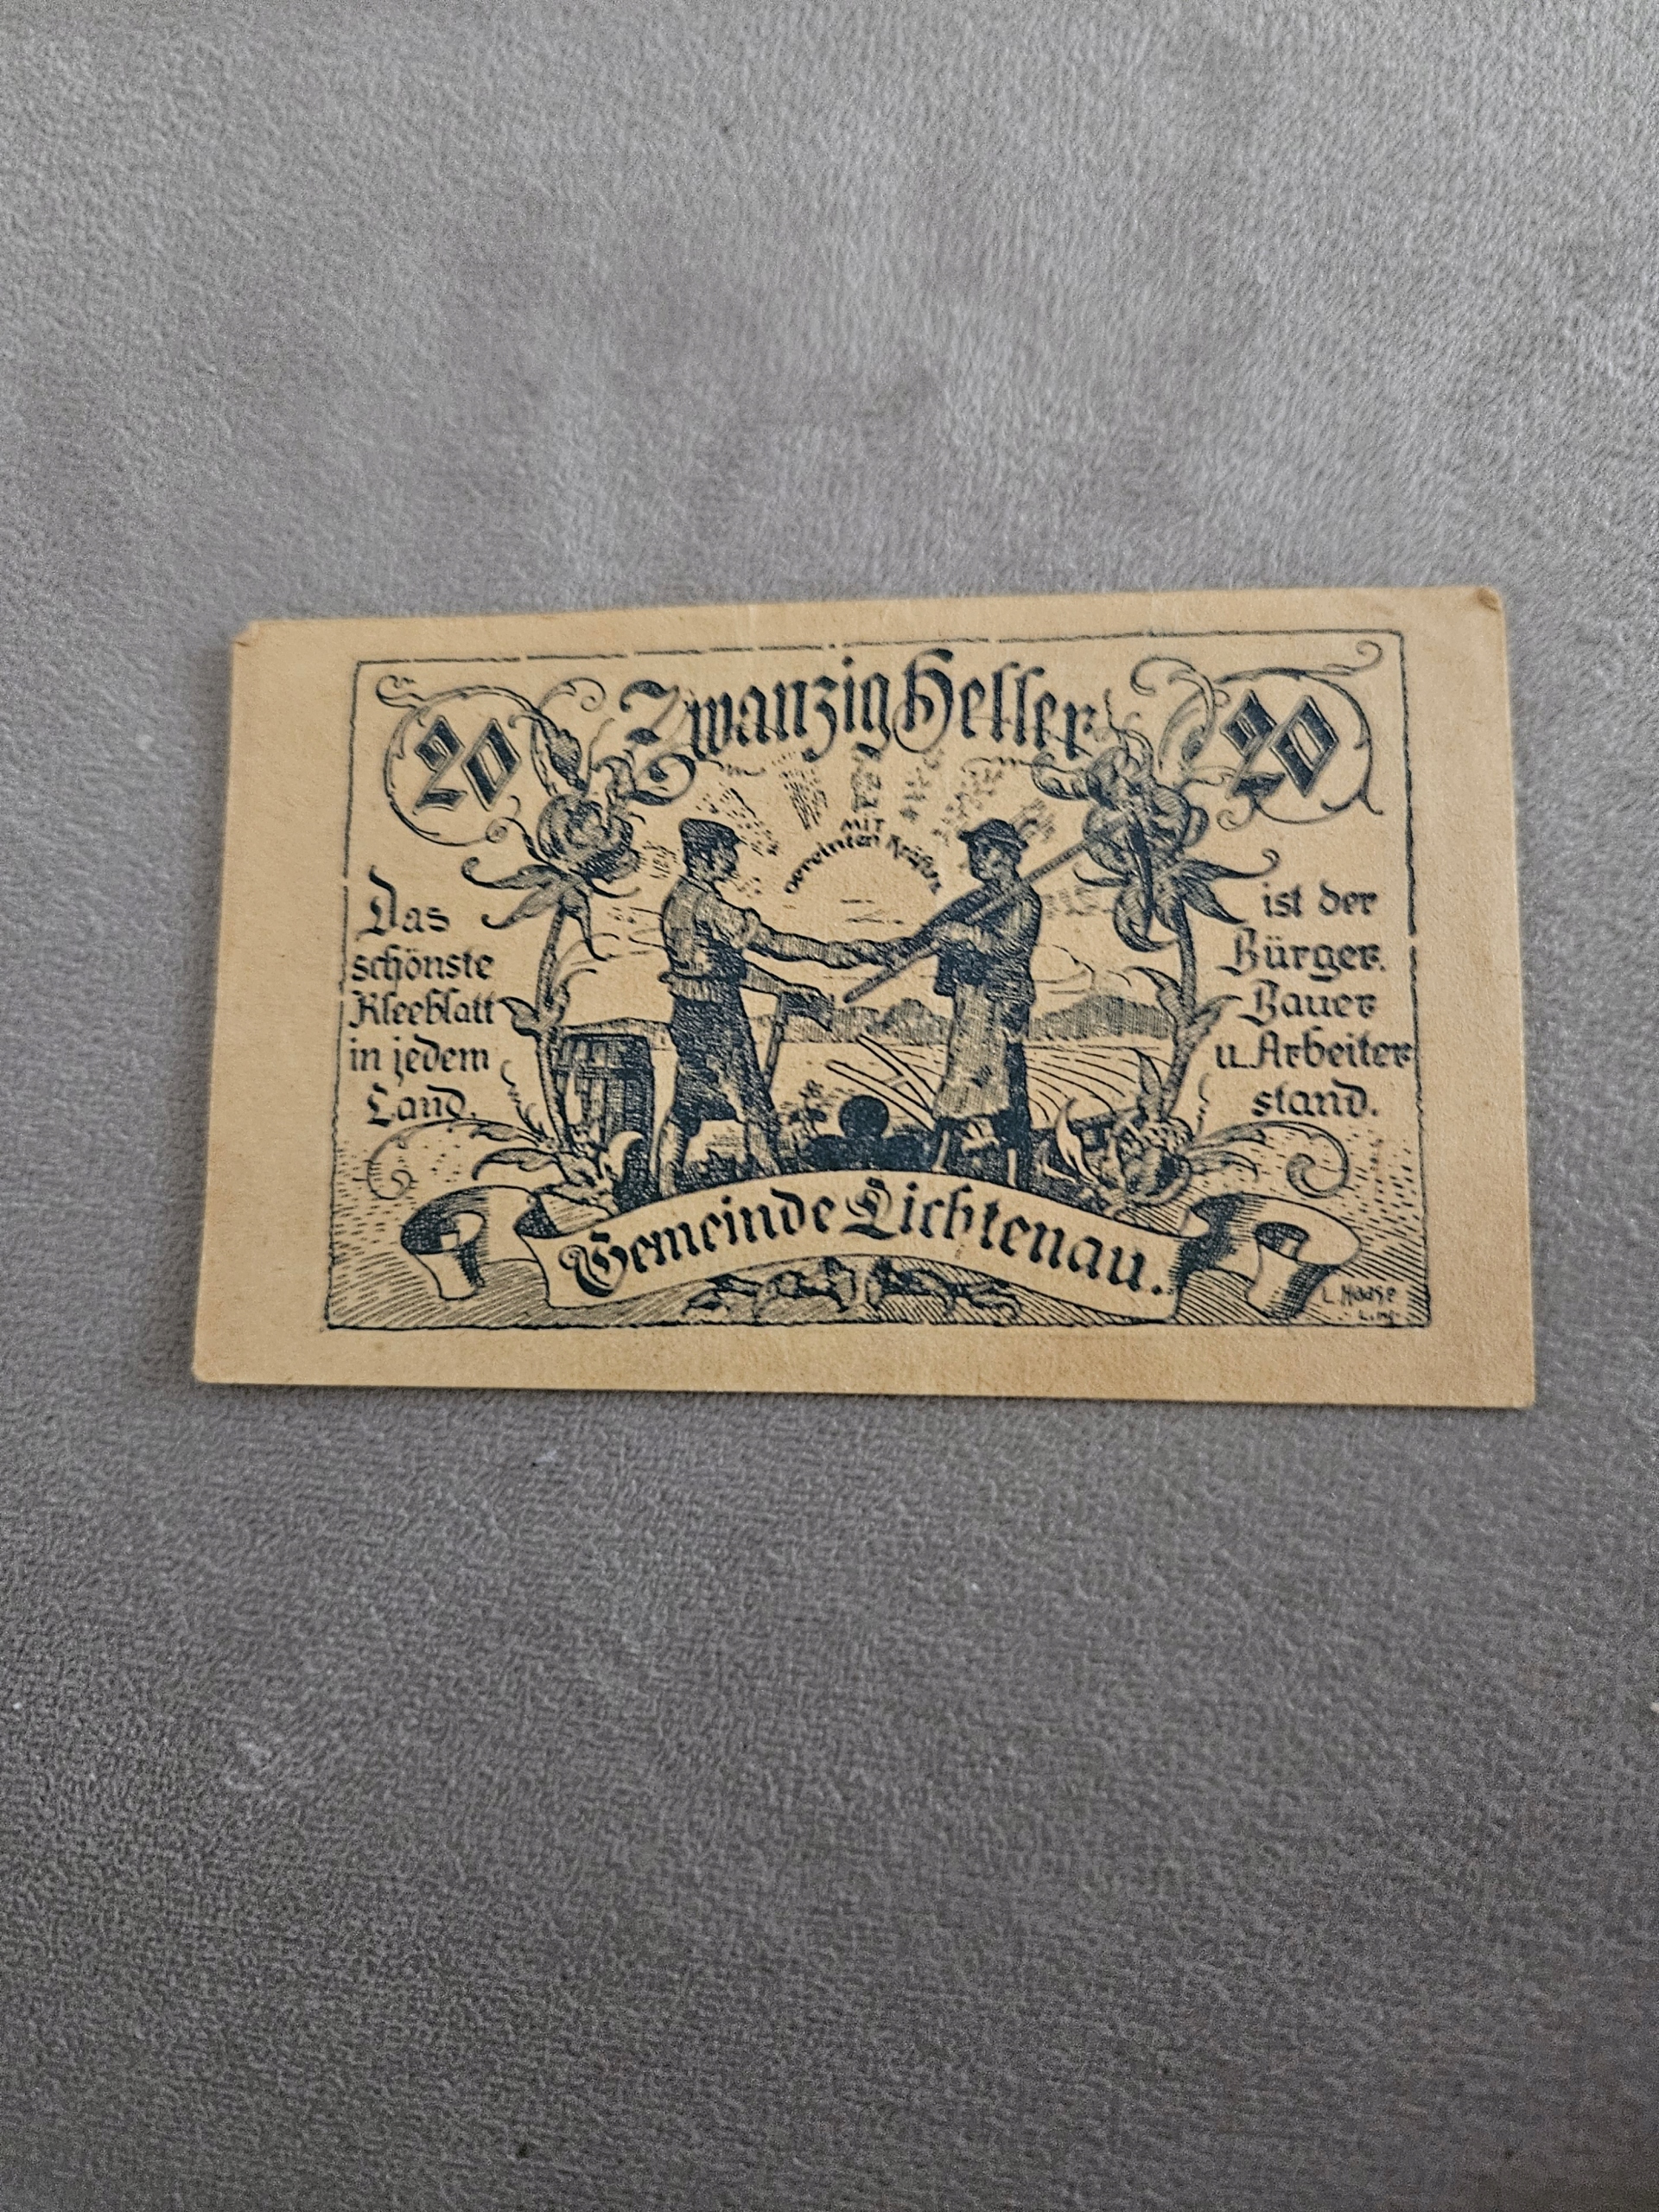 20 Zwanzig Heller 20
Mit
vereinten Kräften
Das
schönste
Kleeblatt
in jedem
Land,
ist der
Bürger,
Bauer
u. Arbeiter
stand.
Gemeinde Lichtenau.
L. Haase